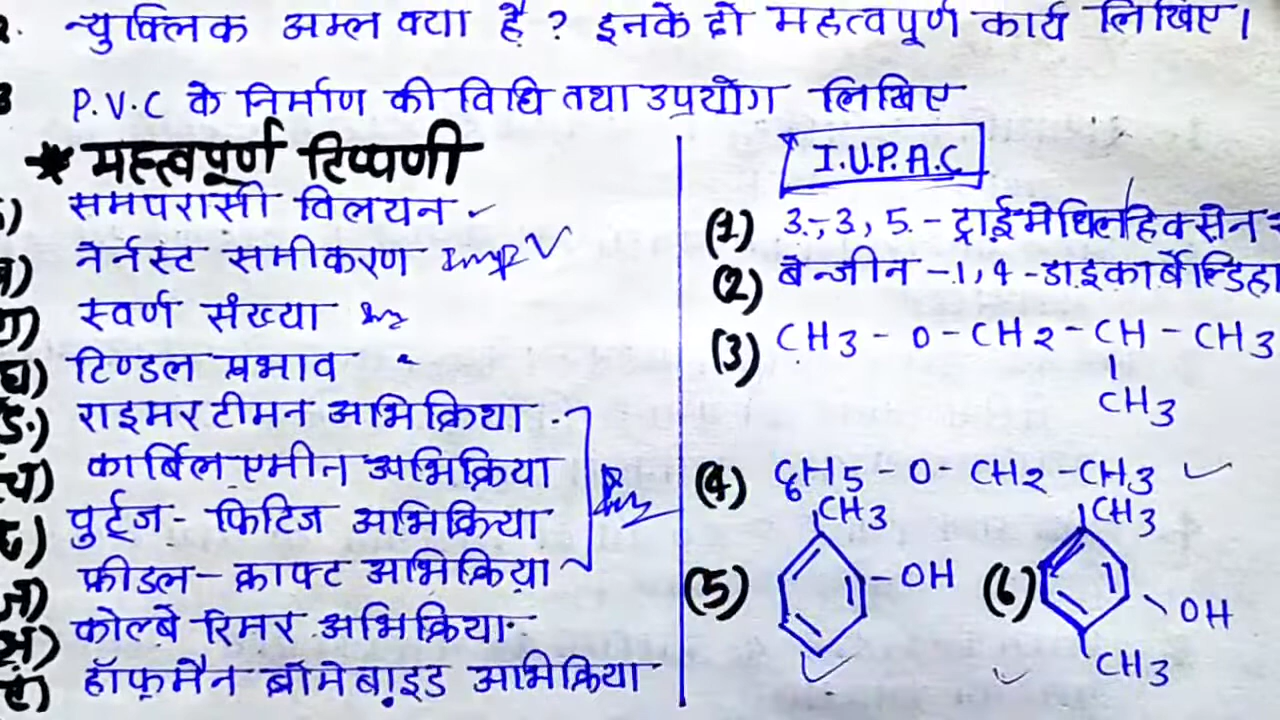 2. न्युक्लिक अम्ल क्या है ? इनके दो महत्वपूर्ण कार्य लिखिए।
3 P.V.C के निर्माण की विधि तथा उपयोग लिखिए
* महत्वपूर्ण टिप्पणी
समपरासी विलयन
नेर्नस्ट समीकरण Imp
ग) स्वर्ण संख्या
घ) टिण्डल प्रभाव
ड.) राइमर टीमन अभिक्रिया
च) कार्बिल एमीन अभिक्रिया
पुर्ट्ज - फिटिज अभिक्रिया
ज) फ्रीडल - क्राफ्ट अभिक्रिया
कोल्बे रिमर अभिक्रिया
हॉफमैन ब्रोमेबाइड अभिक्रिया
I.U.P.A.C
(1) 3,-3, 5. - ट्राईमेथिलहिक्सेन -
(2) बेन्जीन -1,4 - डाइकार्बेल्डिहा
(3) CH3 - O - CH2 - CH - CH3
CH3
(4) C6H5 - O - CH2 - CH3
(5) CH3
-OH
(6) CH3
OH
CH3